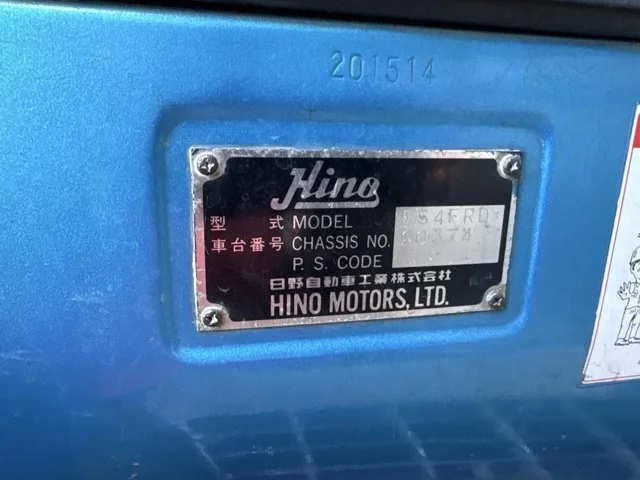 201514
Hino
型 式 MODEL
車台番号 CHASSIS NO.
P. S. CODE
日野自動車工業株式会社
HINO MOTORS, LTD.